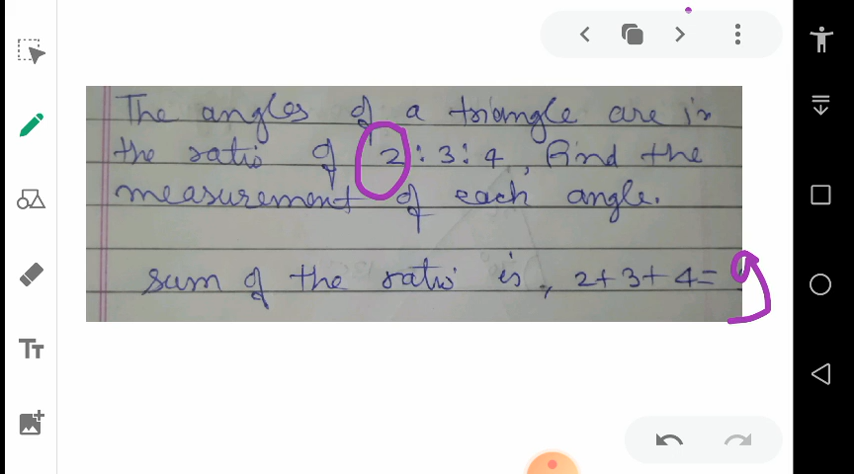 The angles of a triangle are in
the ratio of 2:3:4, Find the
measurement of each angle.
sum of the ratio is, 2+3+4=9
TT